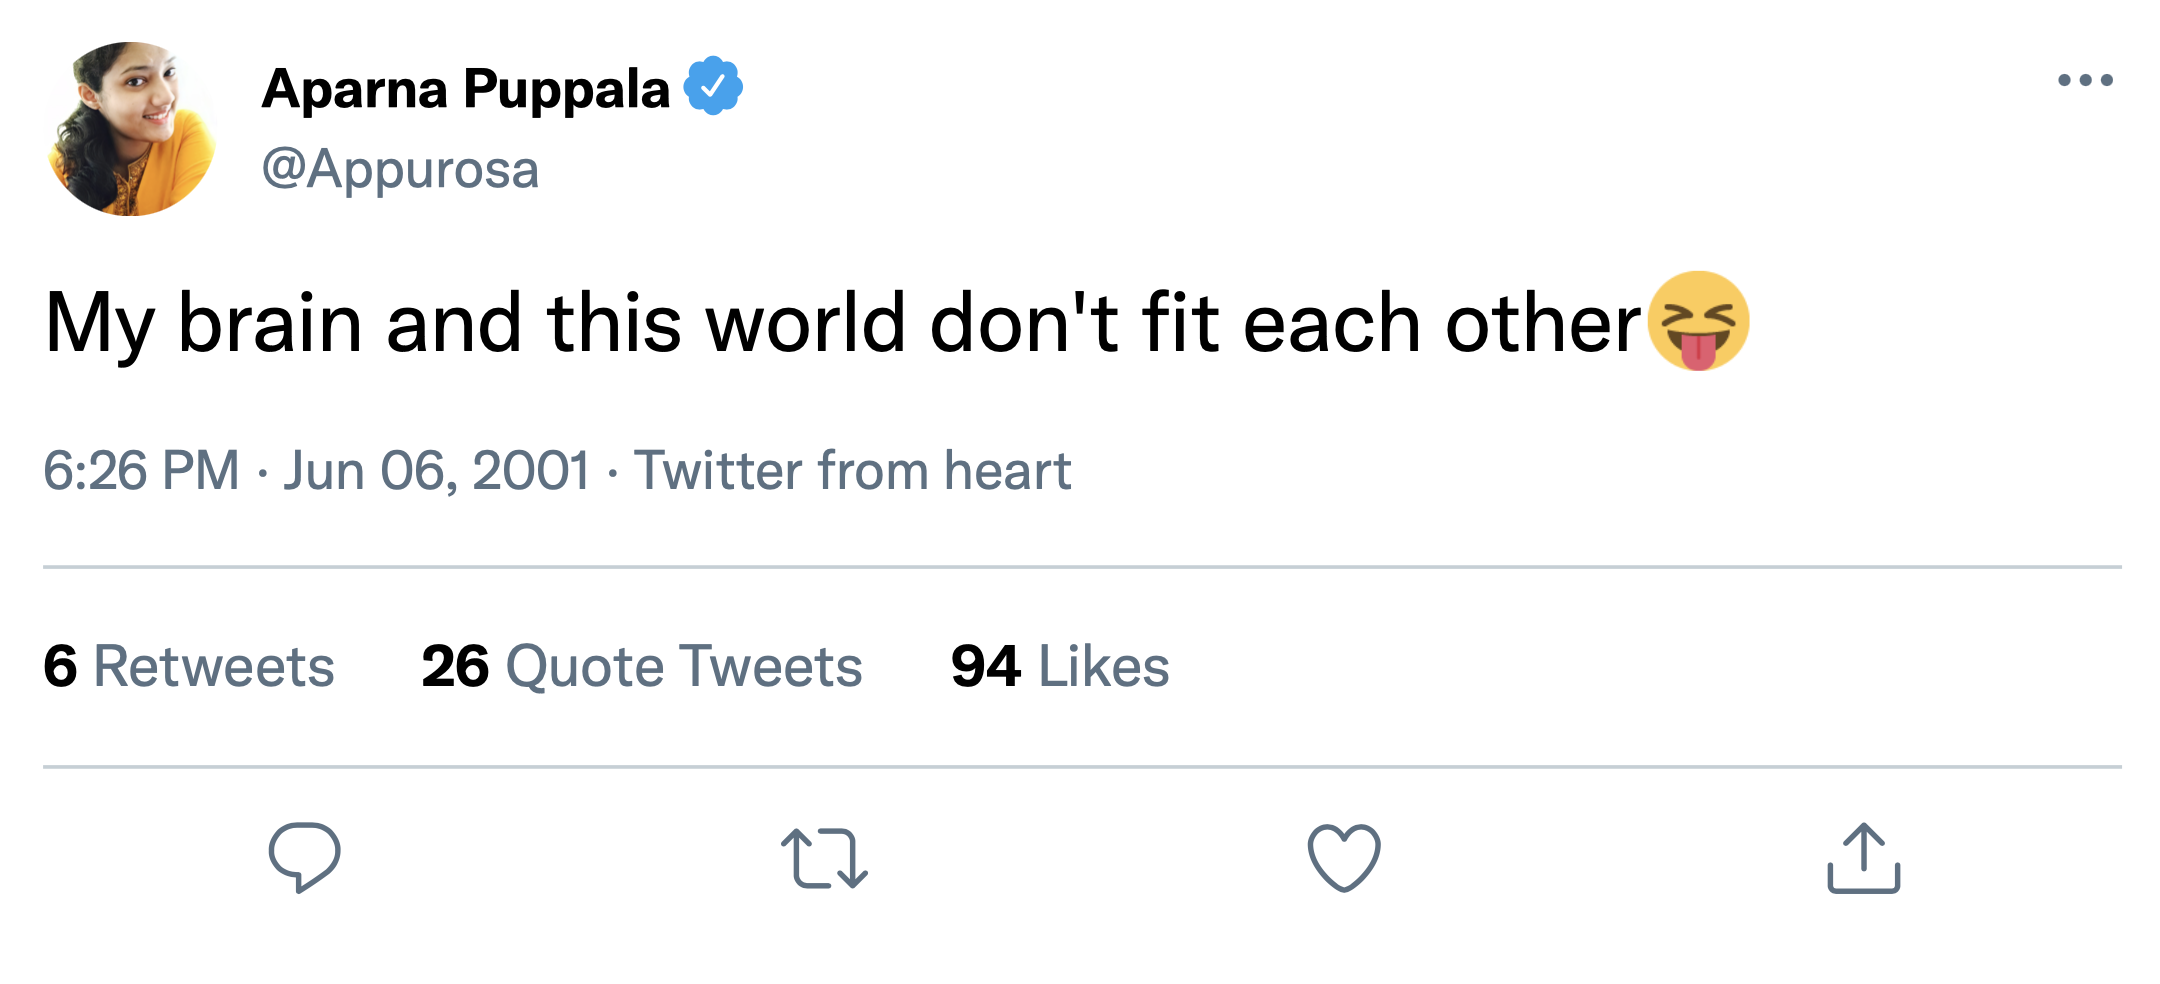 Aparna Puppala
@Appurosa
My brain and this world don't fit each other😝
6:26 PM · Jun 06, 2001 · Twitter from heart
6 Retweets 26 Quote Tweets 94 Likes